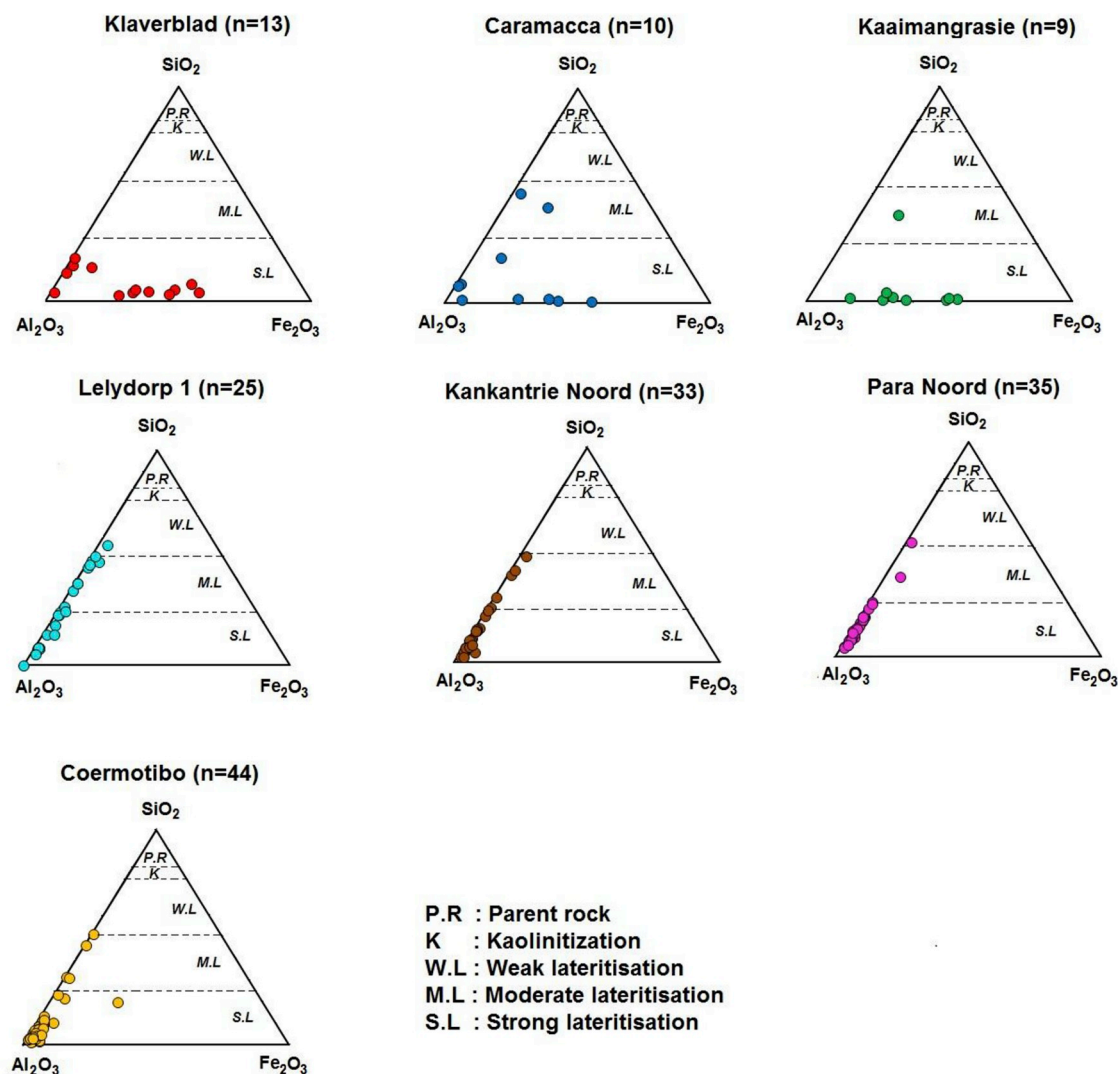 Klaverblad (n=13)
SiO₂
P.R
K
W.L
M.L
S.L
Al₂O₃
Fe₂O₃
Caramacca (n=10)
SiO₂
P.R
K
W.L
M.L
S.L
Al₂O₃
Fe₂O₃
Kaaimangrasie (n=9)
SiO₂
P.R
K
W.L
M.L
S.L
Al₂O₃
Fe₂O₃
Lelydorp 1 (n=25)
SiO₂
P.R
K
W.L
M.L
S.L
Al₂O₃
Fe₂O₃
Kankantrie Noord (n=33)
SiO₂
P.R
K
W.L
M.L
S.L
Al₂O₃
Fe₂O₃
Para Noord (n=35)
SiO₂
P.R
K
W.L
M.L
S.L
Al₂O₃
Fe₂O₃
Coermotibo (n=44)
SiO₂
P.R
K
W.L
M.L
S.L
Al₂O₃
Fe₂O₃
P.R : Parent rock
K : Kaolinitization
W.L : Weak lateritisation
M.L : Moderate lateritisation
S.L : Strong lateritisation